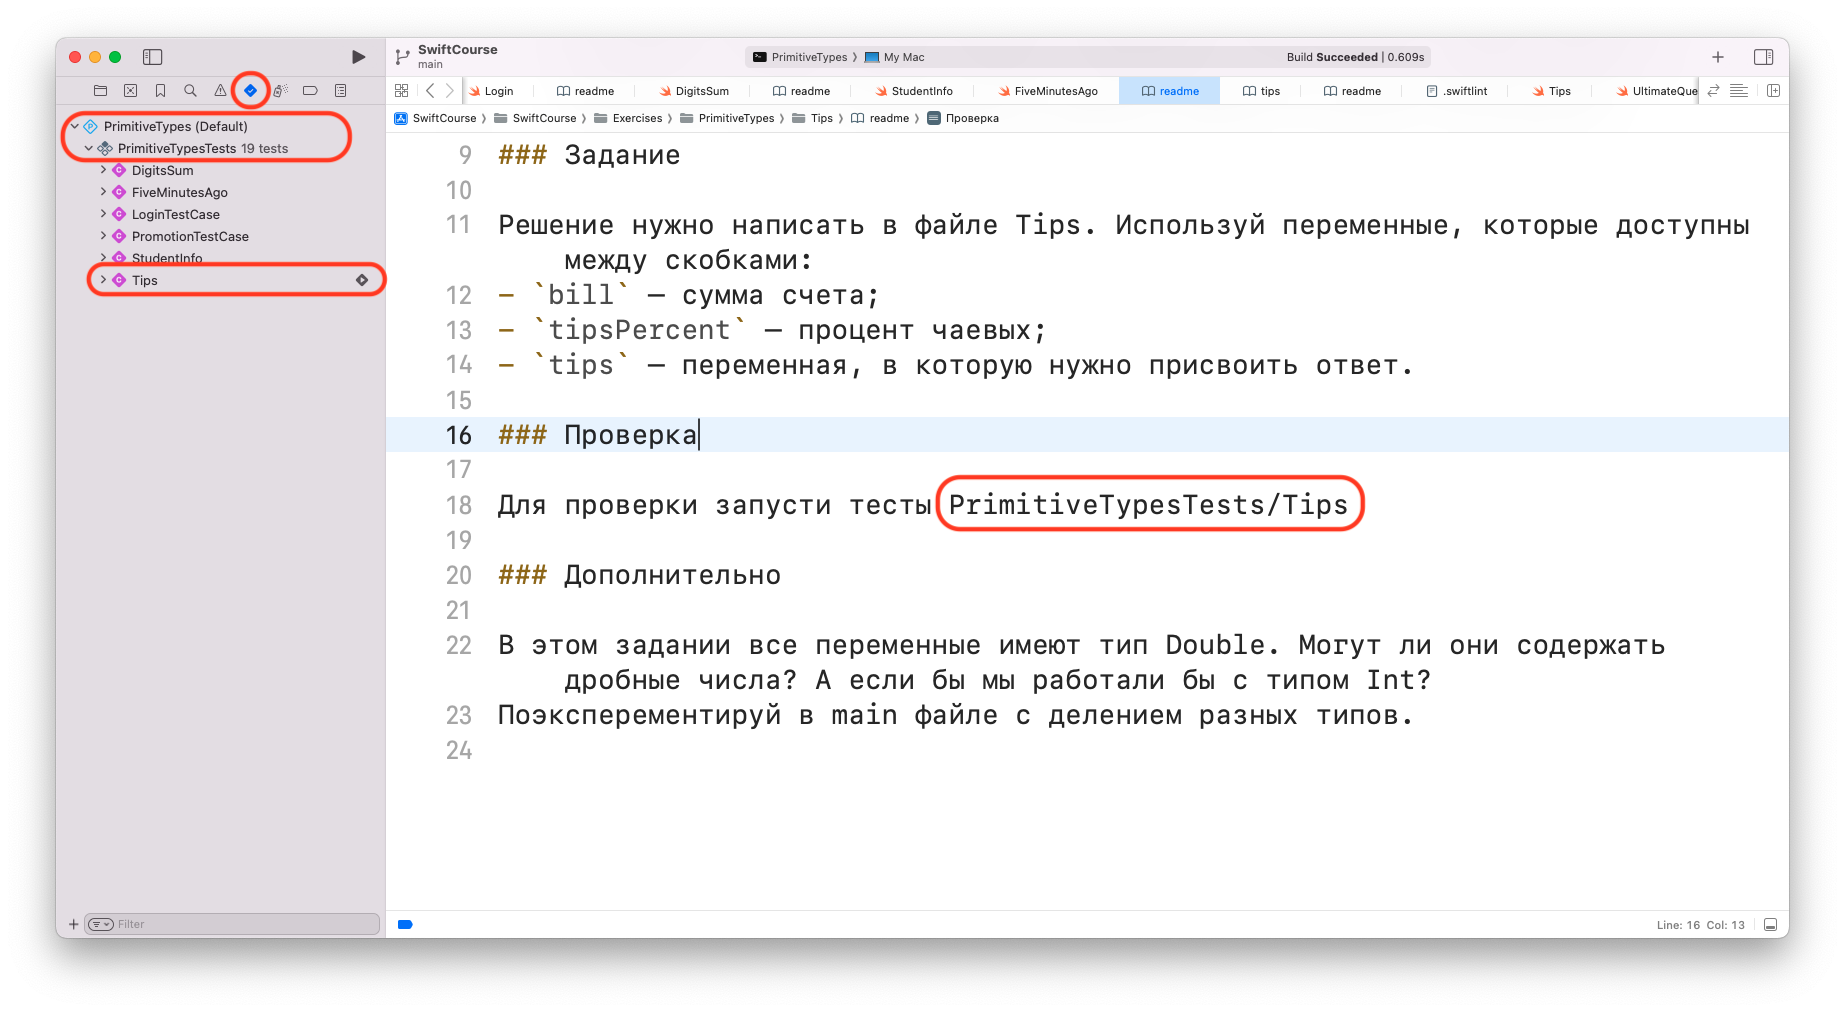 SwiftCourse
main
PrimitiveTypes 〉 My Mac
Build Succeeded | 0.609s
Login
readme
DigitsSum
readme
StudentInfo
FiveMinutesAgo
readme
tips
readme
.swiftlint
Tips
UltimateQue
SwiftCourse 〉 SwiftCourse 〉 Exercises 〉 PrimitiveTypes 〉 Tips 〉 readme 〉 Проверка
PrimitiveTypes (Default)
PrimitiveTypesTests 19 tests
DigitsSum
FiveMinutesAgo
LoginTestCase
PromotionTestCase
StudentInfo
Tips
9 ### Задание
10
11 Решение нужно написать в файле Tips. Используй переменные, которые доступны
между скобками:
12 - `bill` — сумма счета;
13 - `tipsPercent` — процент чаевых;
14 - `tips` — переменная, в которую нужно присвоить ответ.
15
16 ### Проверка
17
18 Для проверки запусти тесты PrimitiveTypesTests/Tips
19
20 ### Дополнительно
21
22 В этом задании все переменные имеют тип Double. Могут ли они содержать
дробные числа? А если бы мы работали бы с типом Int?
23 Поэксперементируй в main файле с делением разных типов.
24
Filter
Line: 16 Col: 13